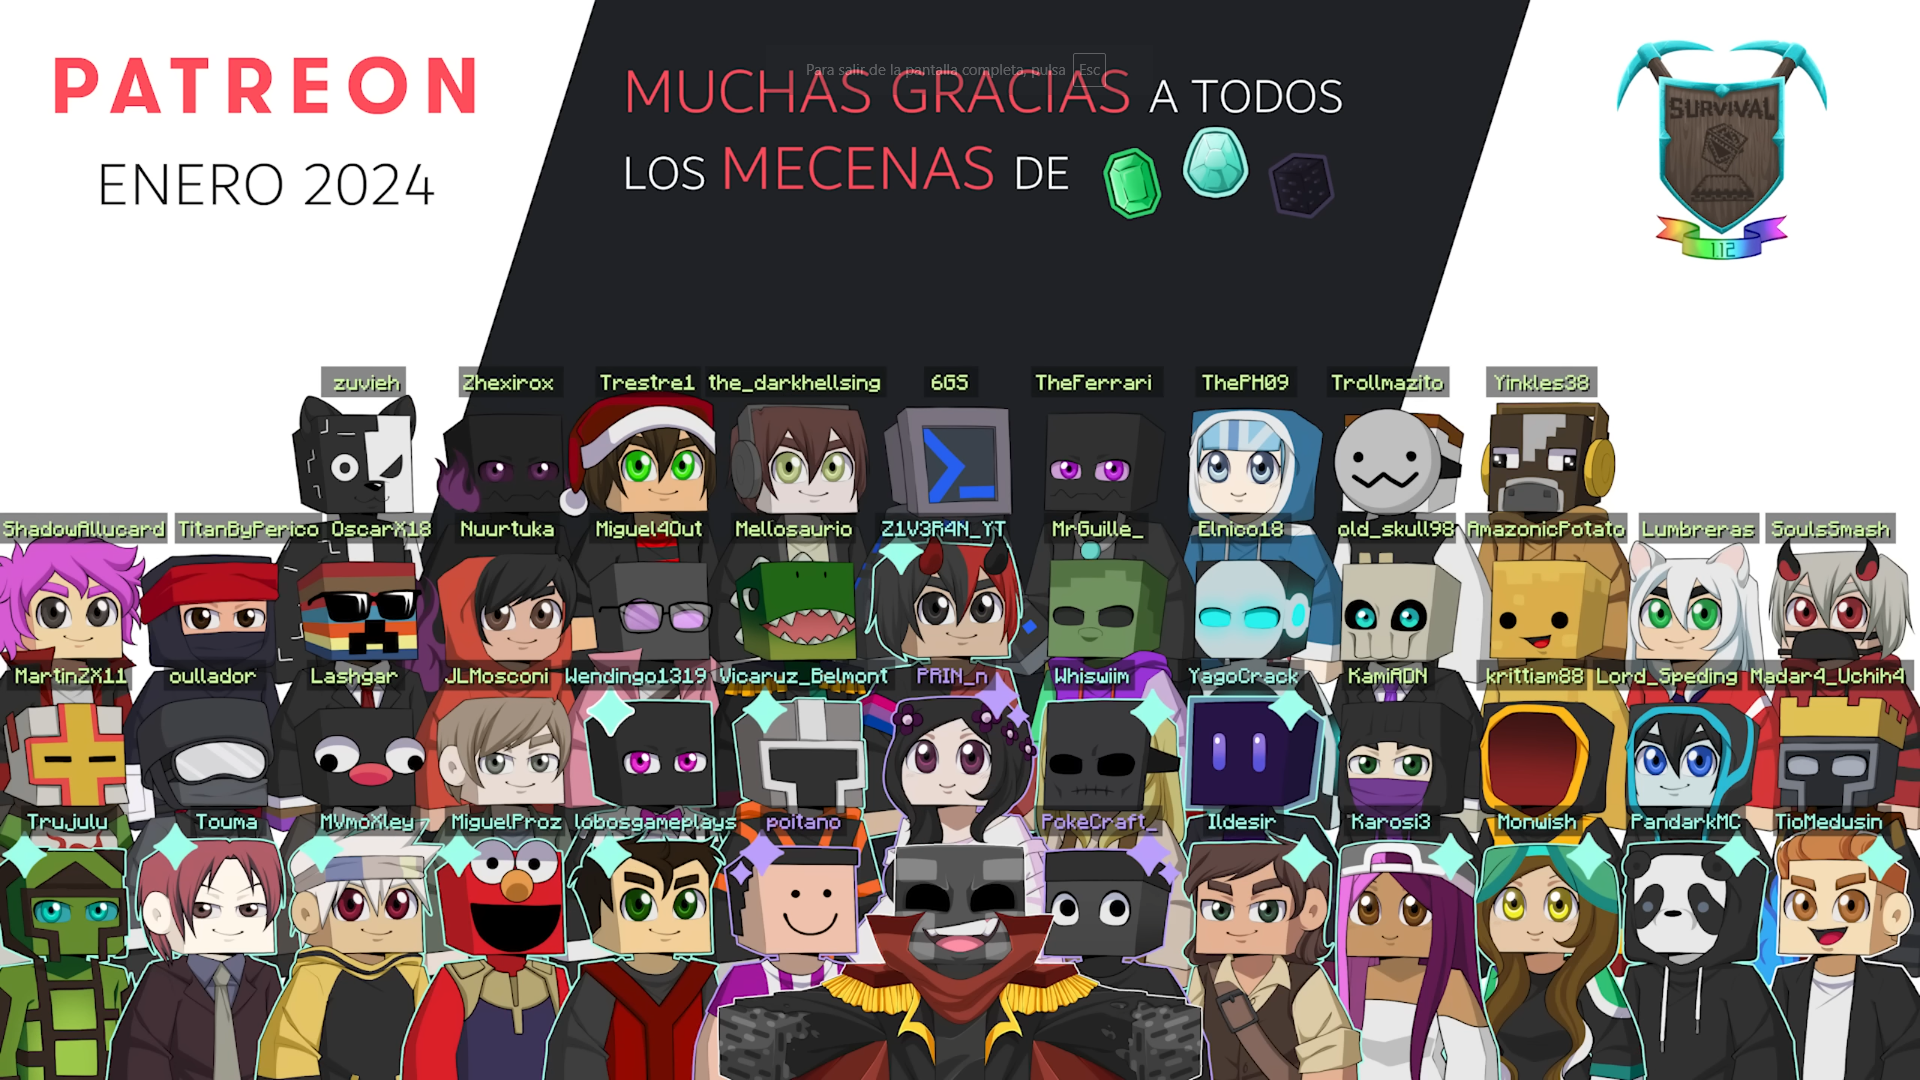 PATREON
ENERO 2024
Para salir de la pantalla completa, pulsa Esc
MUCHAS GRACIAS A TODOS
LOS MECENAS DE
SURVIVAL
1.12
zuvieh Zhexirox Trestre1 the_darkhellsing 6GS TheFerrari ThePH09 Trollmazito Yinkles38
ShadowAllucard TitanByPerico OscarX18 Nuurtuka Miguel4Out Mellosaurio Z1V3R4N_YT MrGuille_ Elnico18 old_skull98 AmazonicPotato Lumbreras SoulsSmash
MartinZX11 oullador Lashgar JLMosconi Wendingo1319 Vicaruz_Belmont PRIN_n Whiswiim YagoCrack KamiADN krittiam88 Lord_Speding Madar4_Uchih4
Trujulu Touma MVmoXley MiguelProz lobosgameplays poitano PokeCraft_ Ildesir Karosi3 Monwish PandarkMC TioMedusin